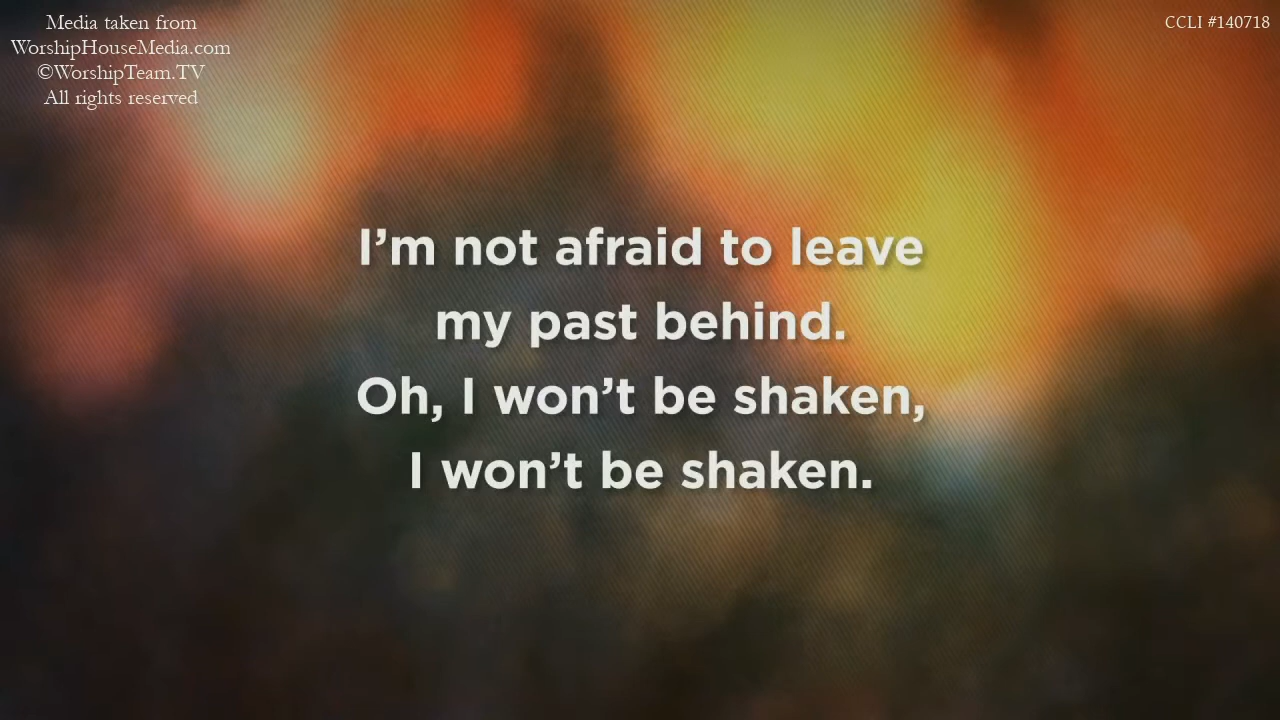 Media taken from
WorshipHouseMedia.com
©WorshipTeam.TV
All rights reserved
CCLI #140718
I'm not afraid to leave
my past behind.
Oh, I won't be shaken,
I won't be shaken.